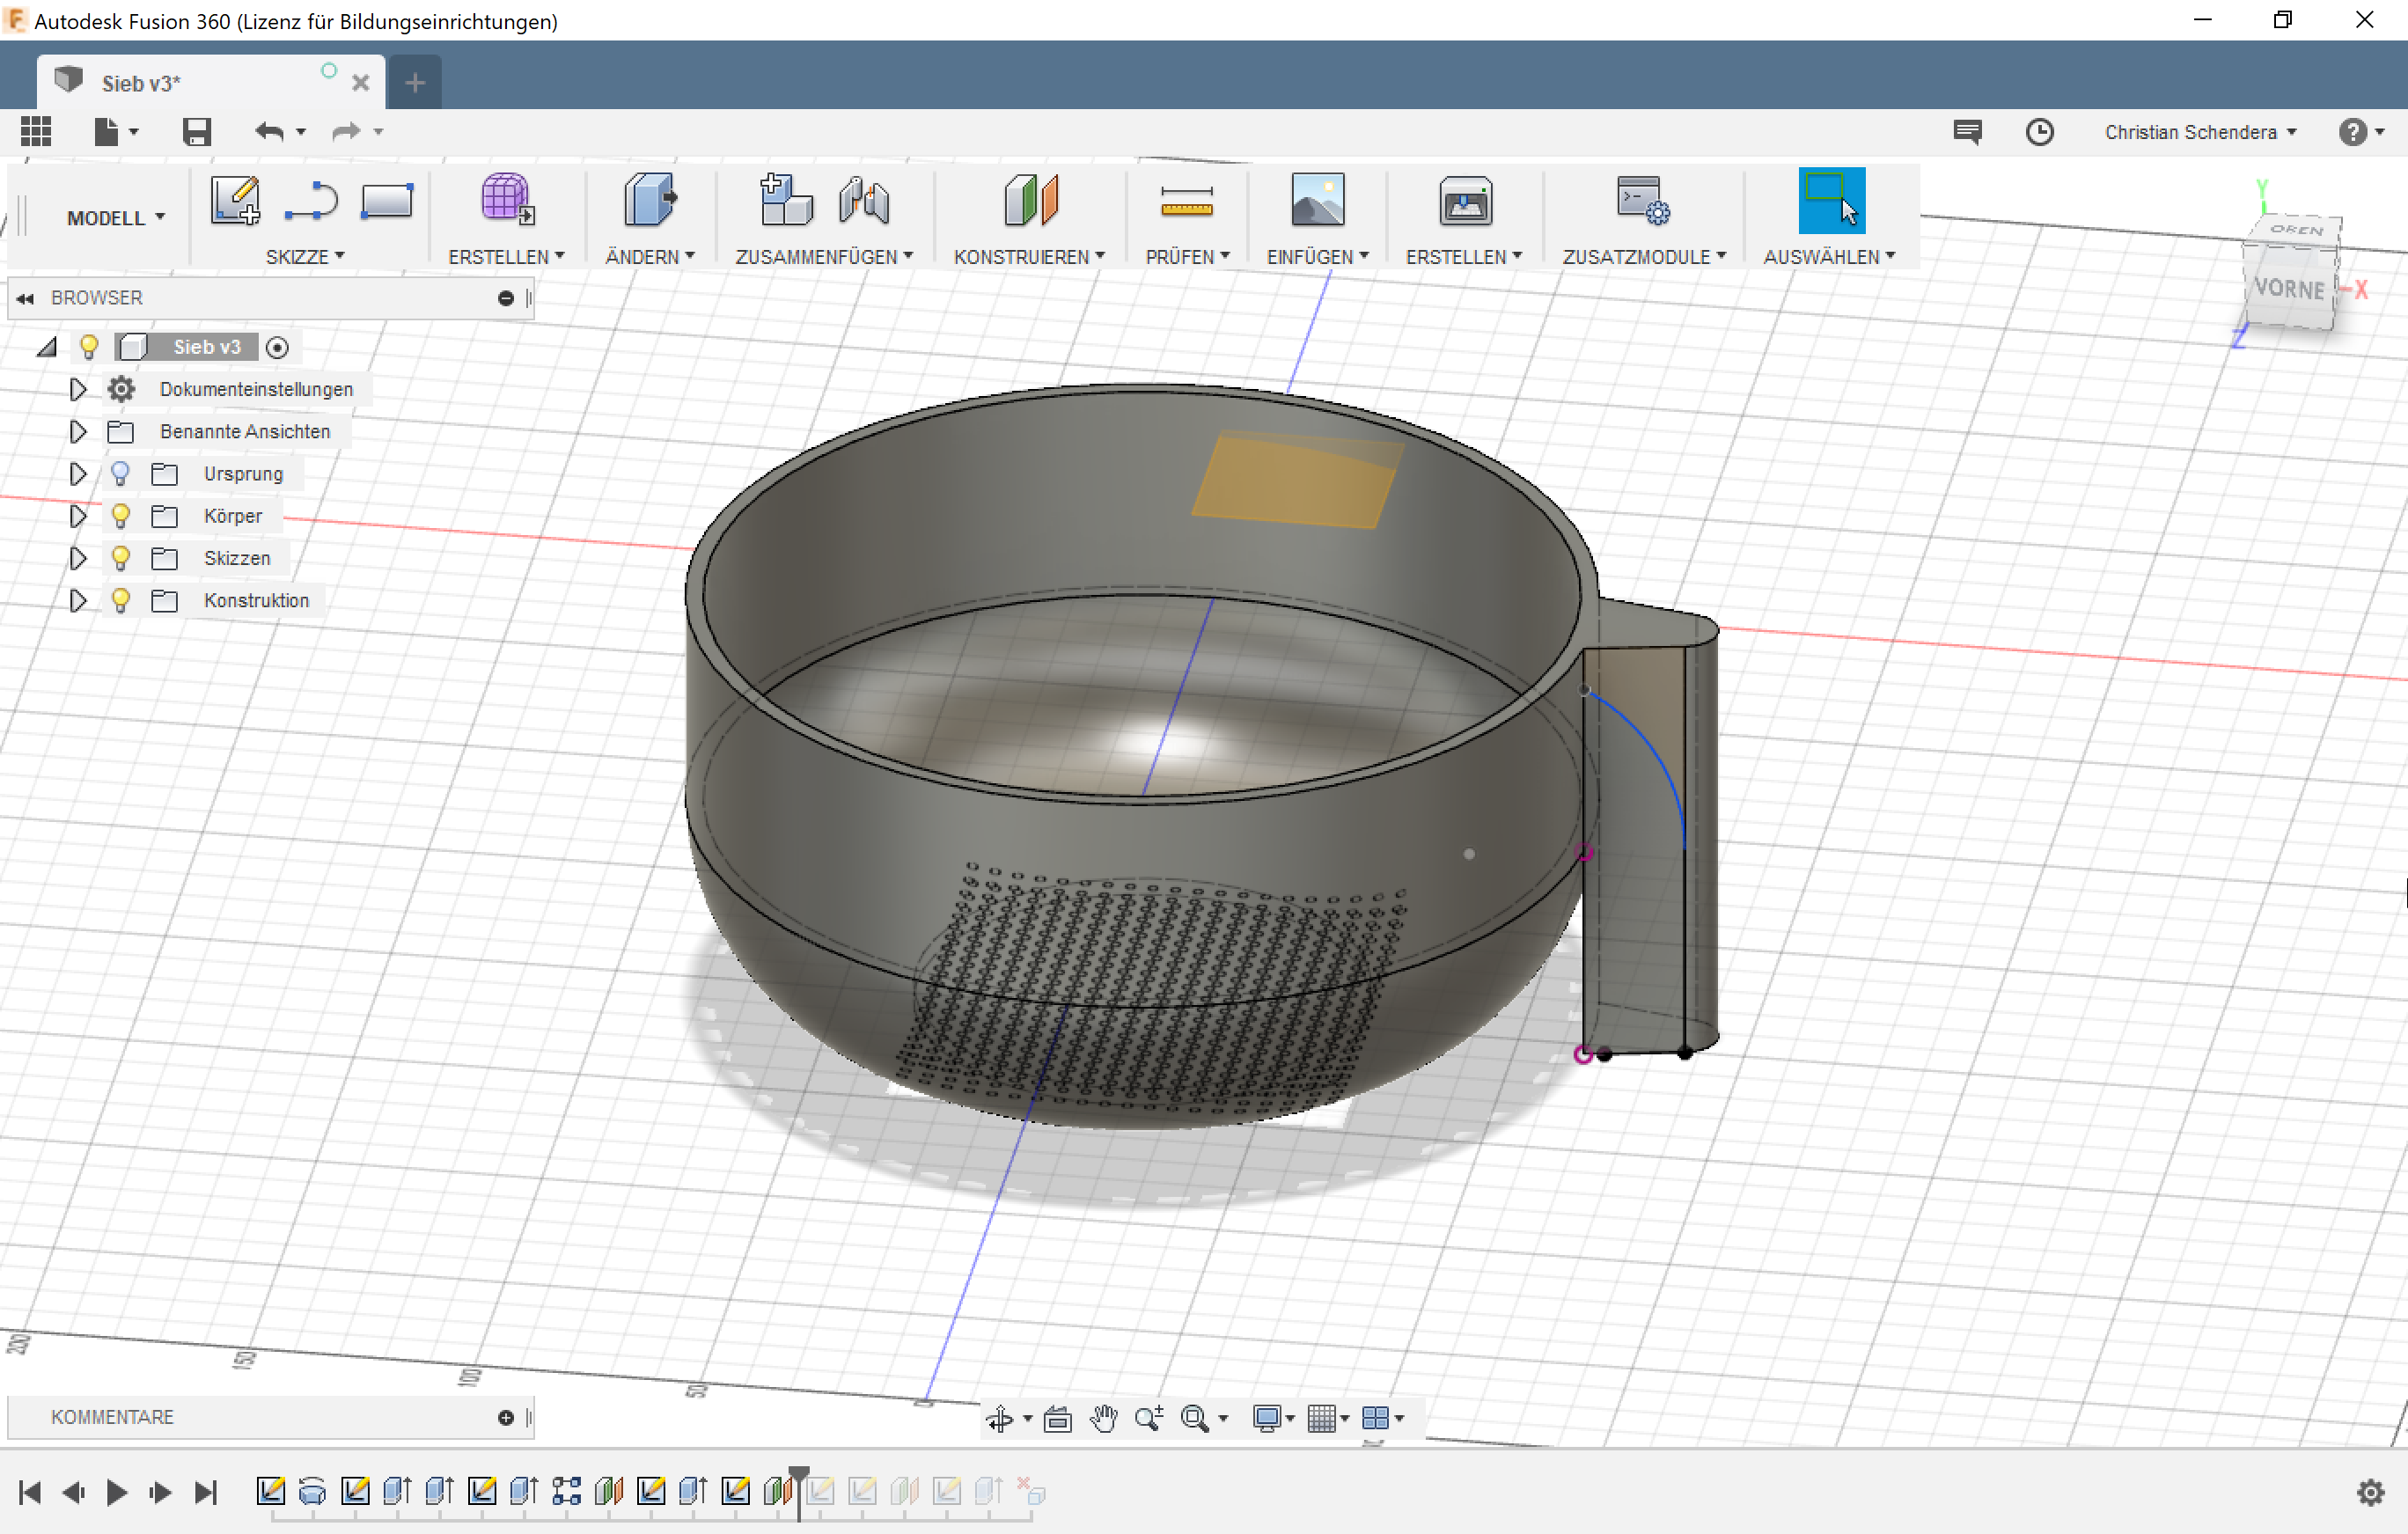 Autodesk Fusion 360 (Lizenz für Bildungseinrichtungen)
Sieb v3*
Christian Schendera
MODELL
SKIZZE
ERSTELLEN
ÄNDERN
ZUSAMMENFÜGEN
KONSTRUIEREN
PRÜFEN
EINFÜGEN
ERSTELLEN
ZUSATZMODULE
AUSWÄHLEN
BROWSER
Sieb v3
Dokumenteinstellungen
Benannte Ansichten
Ursprung
Körper
Skizzen
Konstruktion
Y
OBEN
VORNE
X
Z
200
150
100
50
0
KOMMENTARE